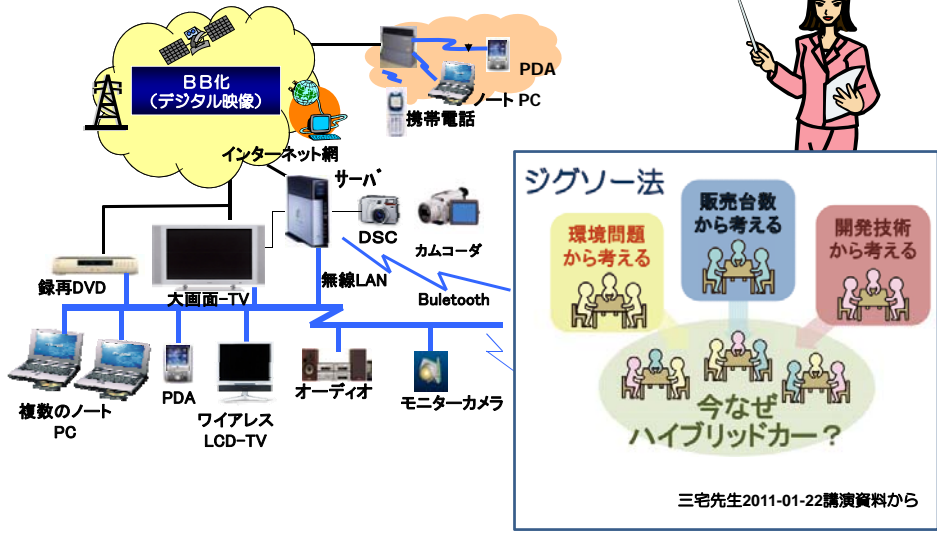 BB化
(デジタル映像)
インターネット網
PDA
ノート PC
携帯電話
サーバ
DSC
カムコーダ
録再DVD
大画面-TV
無線LAN
Buletooth
複数のノート
PC
PDA
ワイアレス
LCD-TV
オーディオ
モニターカメラ
ジグソー法
環境問題
から考える
販売台数
から考える
開発技術
から考える
今なぜ
ハイブリッドカー？
三宅先生2011-01-22講演資料から